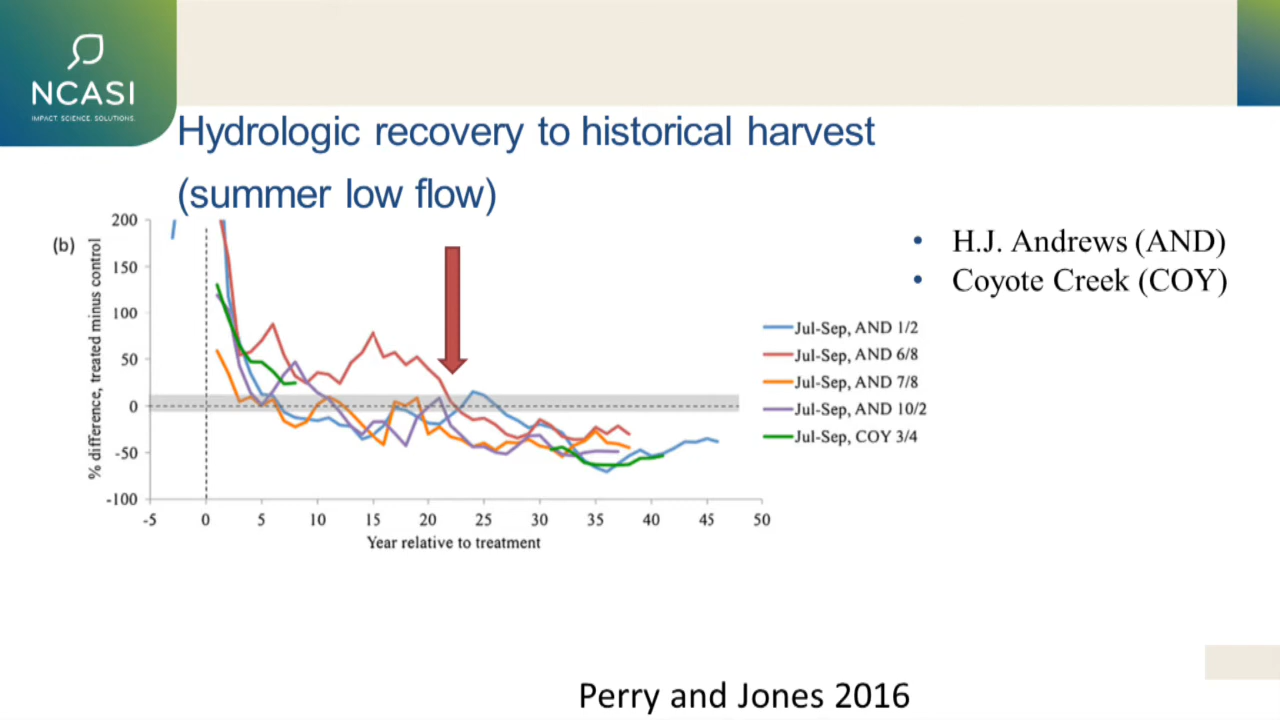 NCASI
IMPACT. SCIENCE. SOLUTIONS.
Hydrologic recovery to historical harvest
(summer low flow)
(b)
% difference, treated minus control
200
150
100
50
0
-50
-100
-5 0 5 10 15 20 25 30 35 40 45 50
Year relative to treatment
• H.J. Andrews (AND)
• Coyote Creek (COY)
Jul-Sep, AND 1/2
Jul-Sep, AND 6/8
Jul-Sep, AND 7/8
Jul-Sep, AND 10/2
Jul-Sep, COY 3/4
Perry and Jones 2016